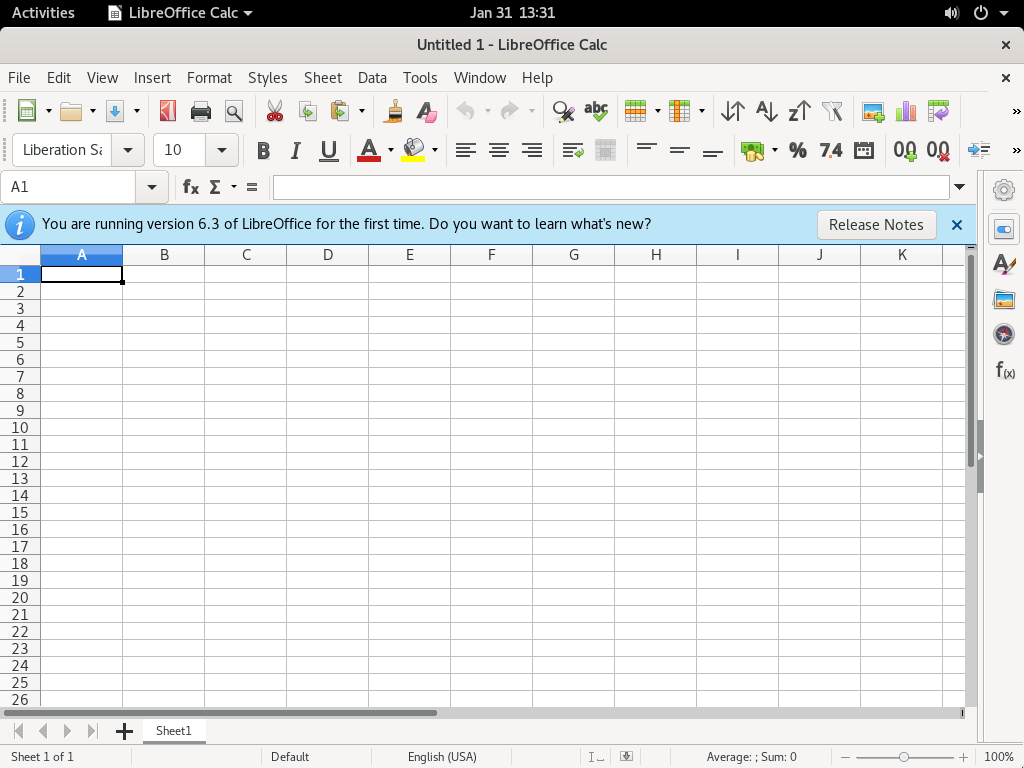 Activities LibreOffice Calc Jan 31 13:31
Untitled 1 - LibreOffice Calc
File Edit View Insert Format Styles Sheet Data Tools Window Help
Liberation Sa 10
A1
You are running version 6.3 of LibreOffice for the first time. Do you want to learn what's new? Release Notes
A B C D E F G H I J K
1
2
3
4
5
6
7
8
9
10
11
12
13
14
15
16
17
18
19
20
21
22
23
24
25
26
Sheet1
Sheet 1 of 1 Default English (USA) Average: ; Sum: 0 100%